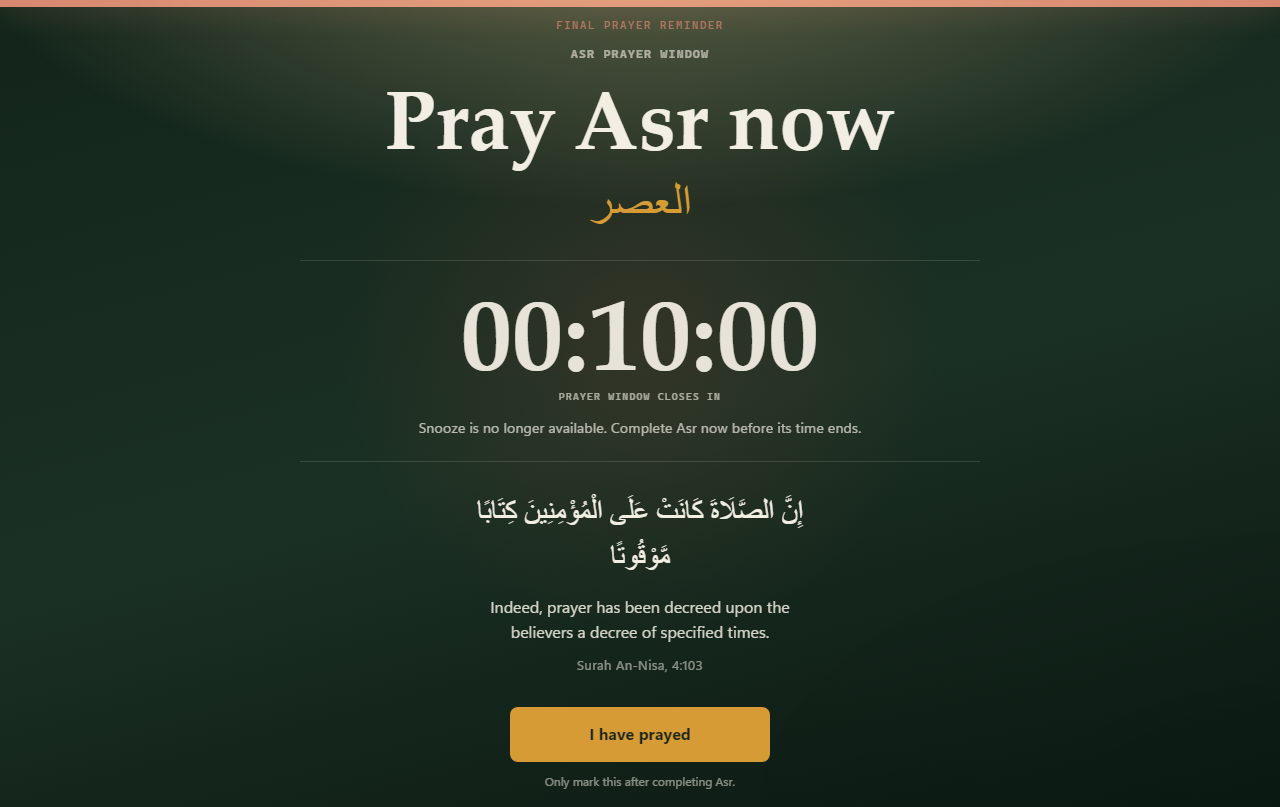 FINAL PRAYER REMINDER
ASR PRAYER WINDOW
Pray Asr now
العصر
00:10:00
PRAYER WINDOW CLOSES IN
Snooze is no longer available. Complete Asr now before its time ends.
إِنَّ الصَّلَاةَ كَانَتْ عَلَى الْمُؤْمِنِينَ كِتَابًا
مَّوْقُوتًا
Indeed, prayer has been decreed upon the
believers a decree of specified times.
Surah An-Nisa, 4:103
I have prayed
Only mark this after completing Asr.